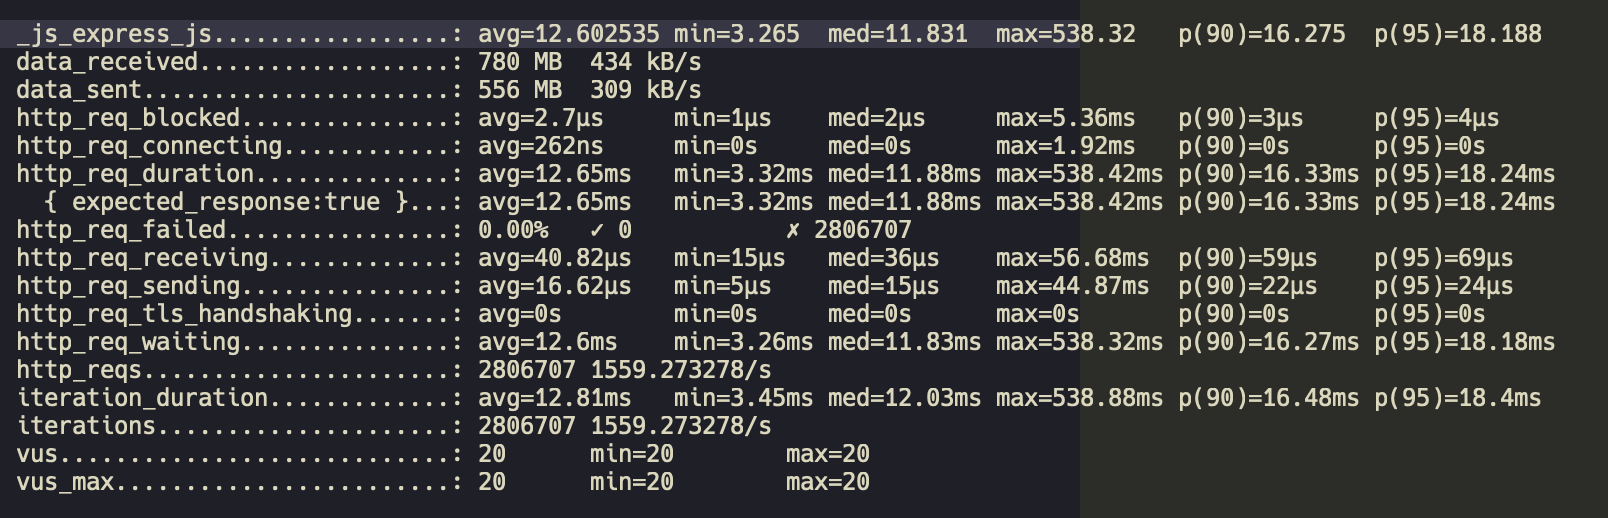 _js_express_js.................: avg=12.602535 min=3.265  med=11.831  max=538.32   p(90)=16.275  p(95)=18.188
data_received..................: 780 MB  434 kB/s
data_sent......................: 556 MB  309 kB/s
http_req_blocked...............: avg=2.7µs     min=1µs    med=2µs     max=5.36ms   p(90)=3µs     p(95)=4µs
http_req_connecting............: avg=262ns     min=0s     med=0s      max=1.92ms   p(90)=0s      p(95)=0s
http_req_duration..............: avg=12.65ms   min=3.32ms med=11.88ms max=538.42ms p(90)=16.33ms p(95)=18.24ms
  { expected_response:true }...: avg=12.65ms   min=3.32ms med=11.88ms max=538.42ms p(90)=16.33ms p(95)=18.24ms
http_req_failed................: 0.00%   ✓ 0           ✗ 2806707
http_req_receiving.............: avg=40.82µs   min=15µs   med=36µs    max=56.68ms  p(90)=59µs    p(95)=69µs
http_req_sending...............: avg=16.62µs   min=5µs    med=15µs    max=44.87ms  p(90)=22µs    p(95)=24µs
http_req_tls_handshaking.......: avg=0s        min=0s     med=0s      max=0s       p(90)=0s      p(95)=0s
http_req_waiting...............: avg=12.6ms    min=3.26ms med=11.83ms max=538.32ms p(90)=16.27ms p(95)=18.18ms
http_reqs......................: 2806707 1559.273278/s
iteration_duration.............: avg=12.81ms   min=3.45ms med=12.03ms max=538.88ms p(90)=16.48ms p(95)=18.4ms
iterations.....................: 2806707 1559.273278/s
vus............................: 20      min=20        max=20
vus_max........................: 20      min=20        max=20